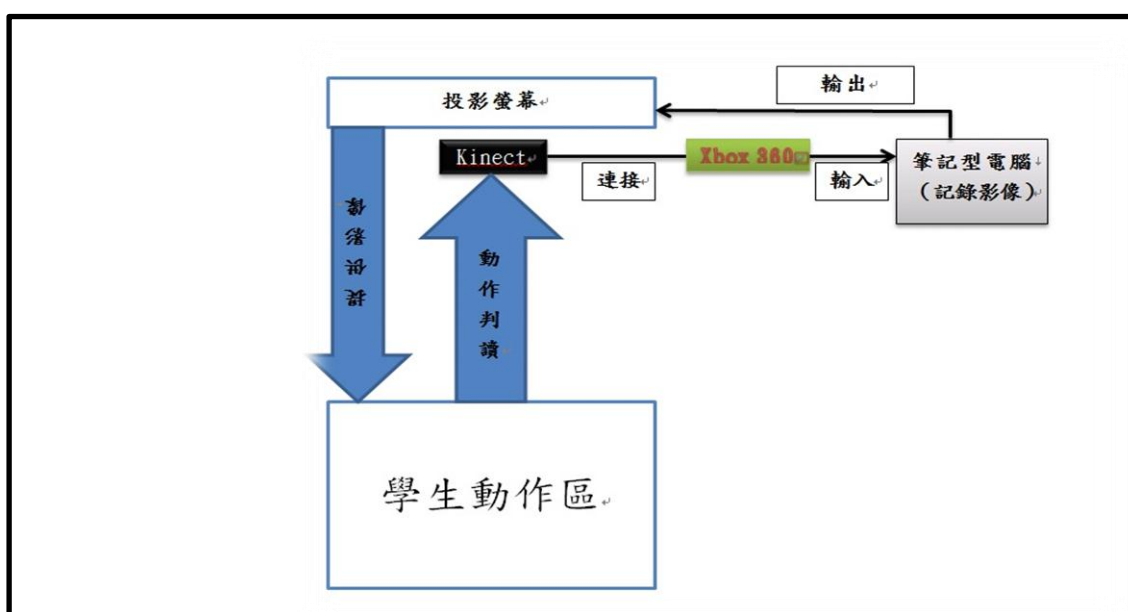 投影螢幕
輸出
Kinect
連接
Xbox 360
輸入
筆記型電腦
（記錄影像）
提供影像
動作判讀
學生動作區